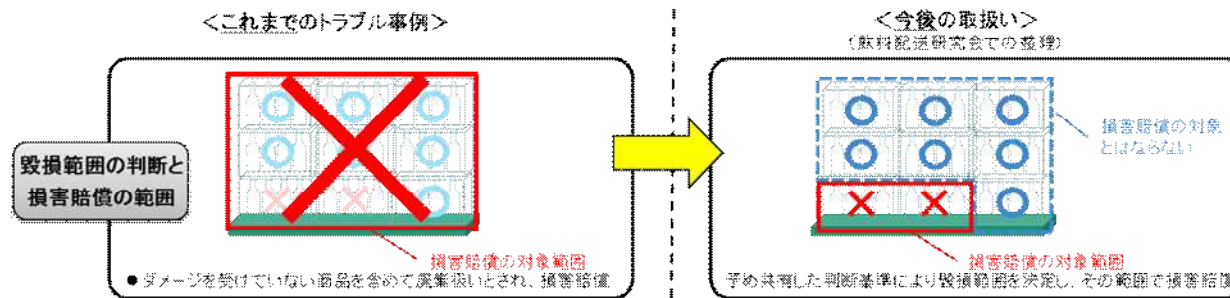 ＜これまでのトラブル事例＞
＜今後の取扱い＞
（飲料配送研究会での整理）
毀損範囲の判断と
損害賠償の範囲
損害賠償の対象
とはならない
損害賠償の対象範囲
損害賠償の対象範囲
●ダメージを受けていない商品を含めて廃棄扱いとされ、損害賠償
予め共有した判断基準により毀損範囲を決定し、その範囲で損害賠償